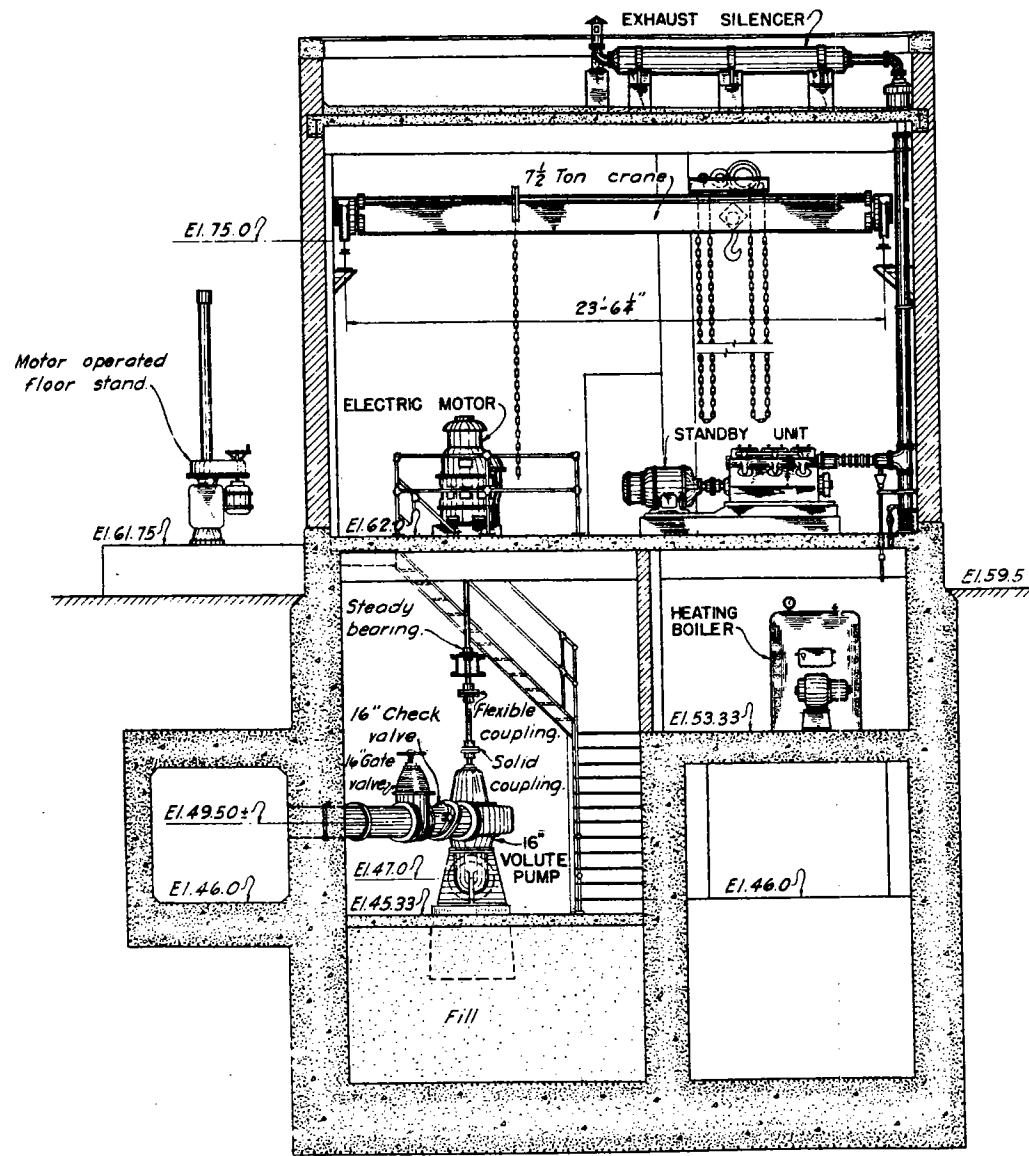 EXHAUST SILENCER
7½ Ton crane
El.75.0
23'-6¼"
Motor operated
floor stand.
ELECTRIC MOTOR
STANDBY UNIT
El.61.75
El.62.0
El.59.5
Steady
bearing.
HEATING
BOILER
Flexible
coupling.
16" Check
valve
El.53.33
16" Gate
valve
Solid
coupling.
El.49.50±
16"
VOLUTE
PUMP
El.47.0
El.46.0
El.46.0
El.45.33
Fill